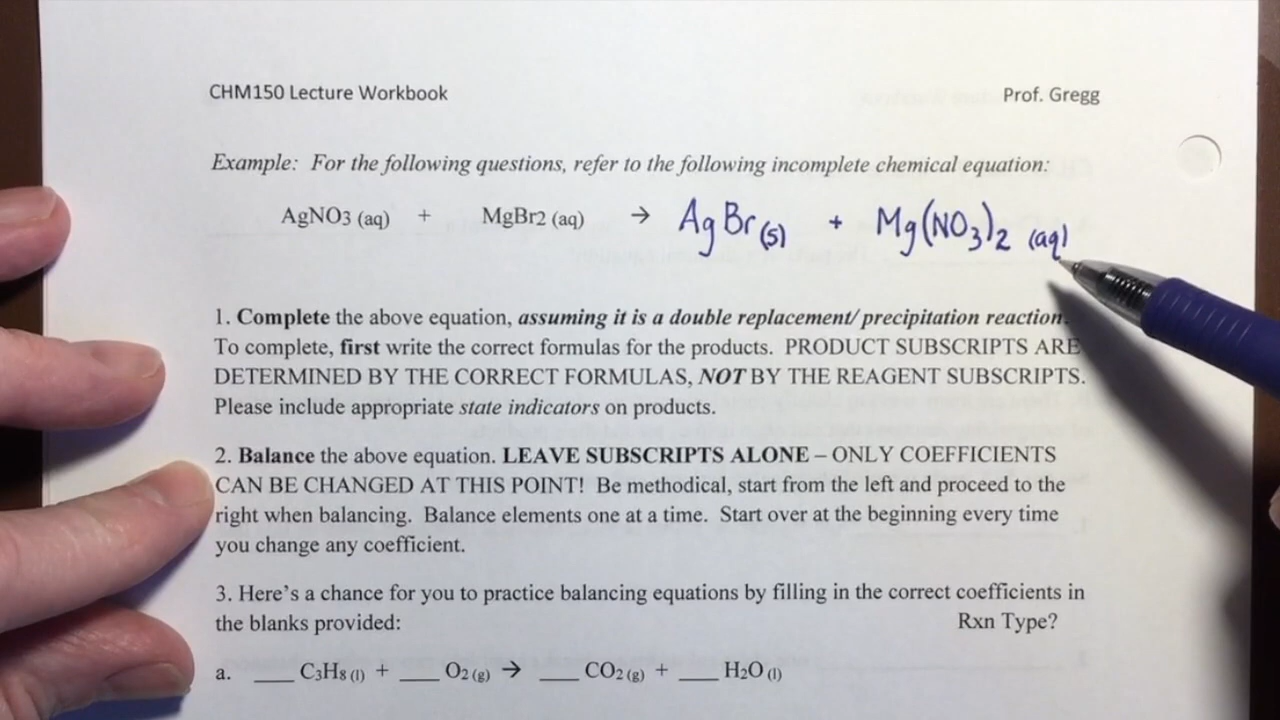 CHM150 Lecture Workbook Prof. Gregg
Example: For the following questions, refer to the following incomplete chemical equation:
AgNO3 (aq) + MgBr2 (aq) → AgBr(s) + Mg(NO3)2 (aq)
1. Complete the above equation, assuming it is a double replacement/precipitation reaction.
To complete, first write the correct formulas for the products. PRODUCT SUBSCRIPTS ARE
DETERMINED BY THE CORRECT FORMULAS, NOT BY THE REAGENT SUBSCRIPTS.
Please include appropriate state indicators on products.
2. Balance the above equation. LEAVE SUBSCRIPTS ALONE – ONLY COEFFICIENTS
CAN BE CHANGED AT THIS POINT! Be methodical, start from the left and proceed to the
right when balancing. Balance elements one at a time. Start over at the beginning every time
you change any coefficient.
3. Here's a chance for you to practice balancing equations by filling in the correct coefficients in
the blanks provided: Rxn Type?
a. ___ C3H8 (l) + ___ O2 (g) → ___ CO2 (g) + ___ H2O (l)